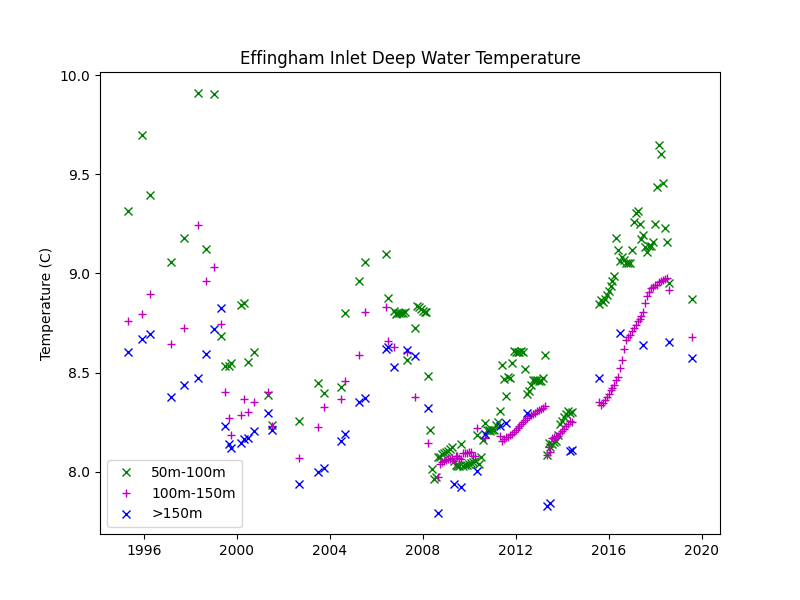 Effingham Inlet Deep Water Temperature
Temperature (C)
10.0
9.5
9.0
8.5
8.0
50m-100m
100m-150m
>150m
1996 2000 2004 2008 2012 2016 2020